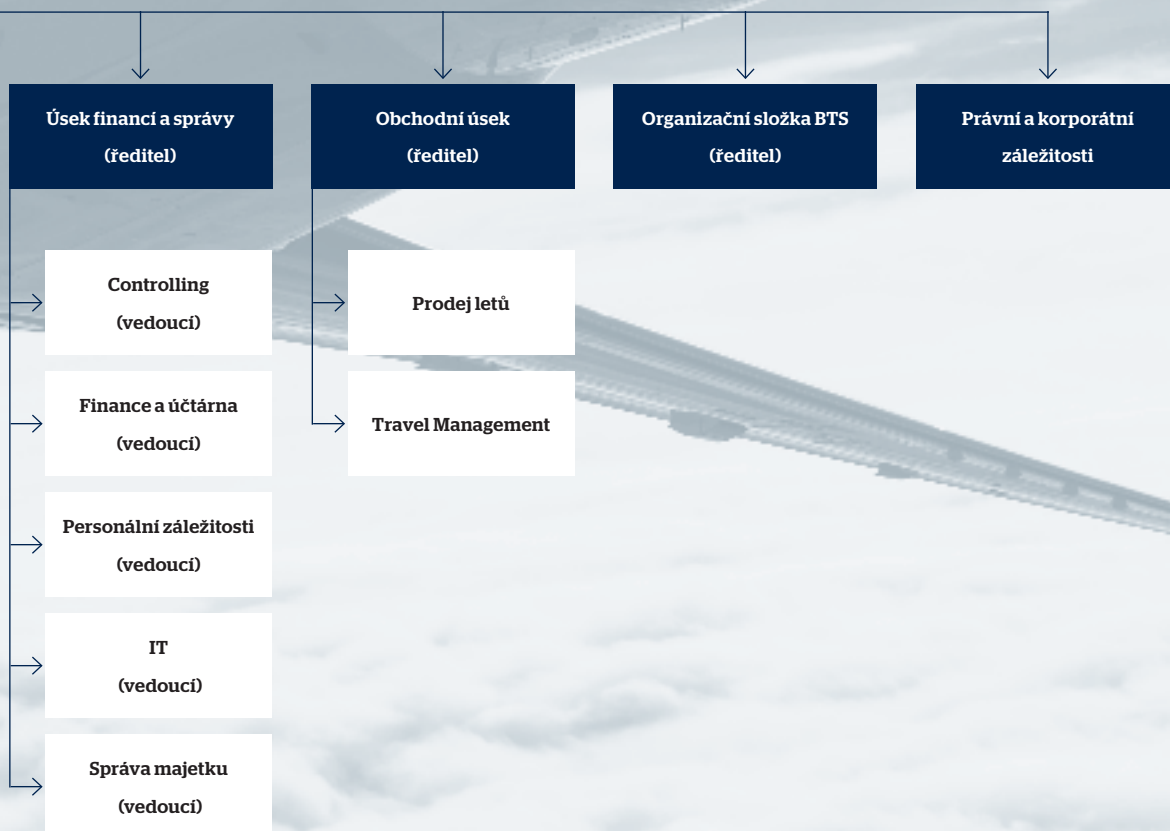 Úsek financí a správy
(ředitel)
Obchodní úsek
(ředitel)
Organizační složka BTS
(ředitel)
Právní a korporátní
záležitosti
Controlling
(vedoucí)
Finance a účtárna
(vedoucí)
Personální záležitosti
(vedoucí)
IT
(vedoucí)
Správa majetku
(vedoucí)
Prodej letů
Travel Management